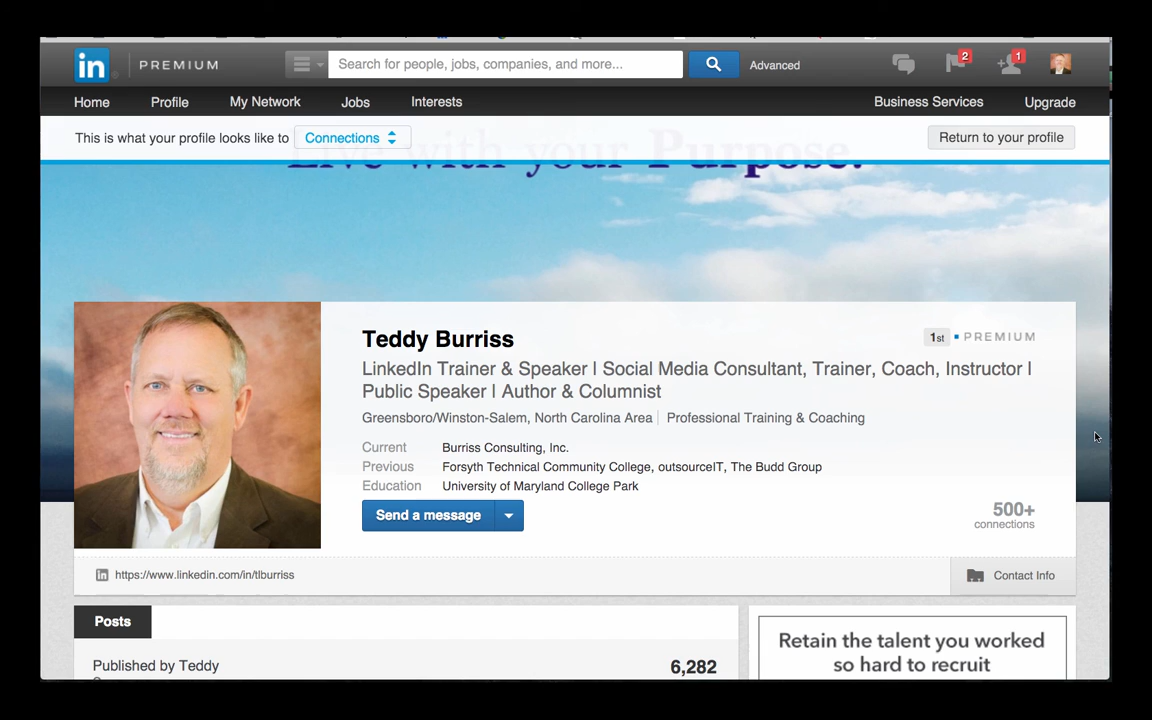 in PREMIUM Search for people, jobs, companies, and more... Advanced 2 1
Home Profile My Network Jobs Interests Business Services Upgrade
This is what your profile looks like to Connections Return to your profile
Live with your Purpose.
Teddy Burriss 1st PREMIUM
LinkedIn Trainer & Speaker | Social Media Consultant, Trainer, Coach, Instructor |
Public Speaker | Author & Columnist
Greensboro/Winston-Salem, North Carolina Area Professional Training & Coaching
Current Burriss Consulting, Inc.
Previous Forsyth Technical Community College, outsourceIT, The Budd Group
Education University of Maryland College Park
Send a message 500+
connections
in https://www.linkedin.com/in/tlburriss Contact Info
Posts
Published by Teddy 6,282
Retain the talent you worked
so hard to recruit